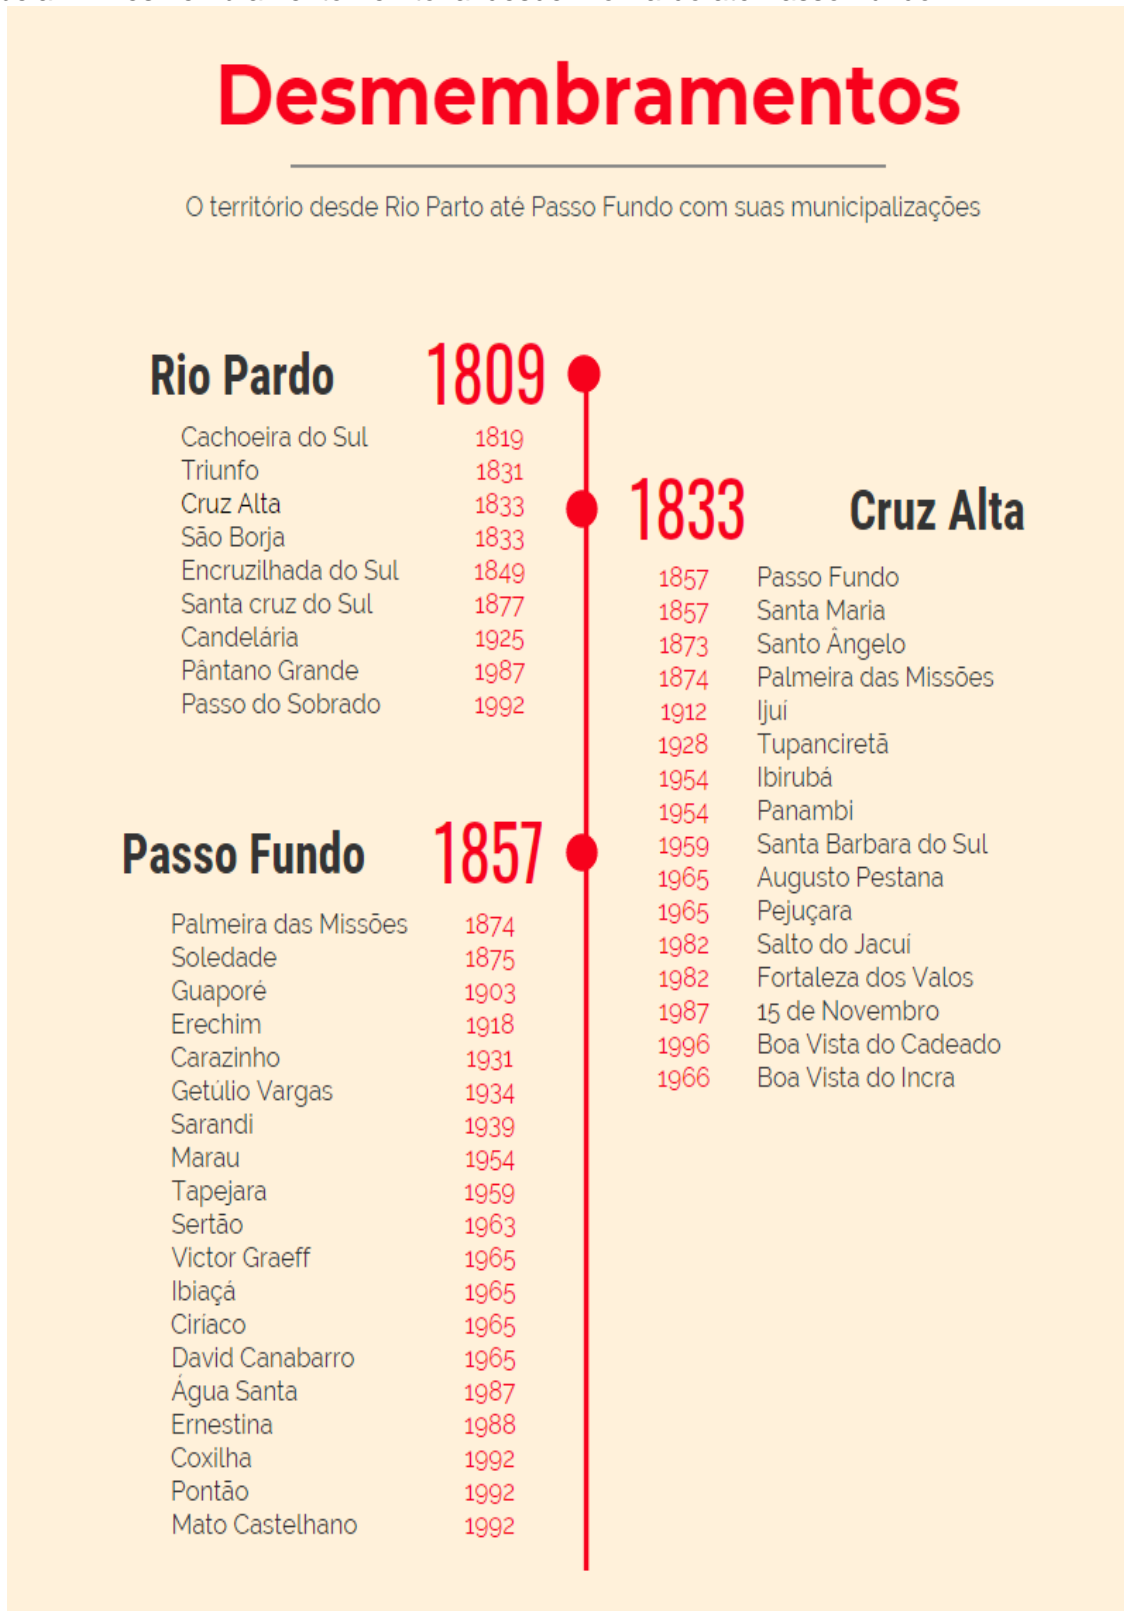 Desmembramentos
O território desde Rio Parto até Passo Fundo com suas municipalizações
Rio Pardo 1809
Cachoeira do Sul 1819
Triunfo 1831
Cruz Alta 1833
São Borja 1833
Encruzilhada do Sul 1849
Santa cruz do Sul 1877
Candelária 1925
Pântano Grande 1987
Passo do Sobrado 1992
1833 Cruz Alta
1857 Passo Fundo
1857 Santa Maria
1873 Santo Ângelo
1874 Palmeira das Missões
1912 Ijuí
1928 Tupanciretã
1954 Ibirubá
1954 Panambi
1959 Santa Barbara do Sul
1965 Augusto Pestana
1965 Pejuçara
1982 Salto do Jacuí
1982 Fortaleza dos Valos
1987 15 de Novembro
1996 Boa Vista do Cadeado
1966 Boa Vista do Incra
Passo Fundo 1857
Palmeira das Missões 1874
Soledade 1875
Guaporé 1903
Erechim 1918
Carazinho 1931
Getúlio Vargas 1934
Sarandi 1939
Marau 1954
Tapejara 1959
Sertão 1963
Victor Graeff 1965
Ibiaçá 1965
Ciríaco 1965
David Canabarro 1965
Água Santa 1987
Ernestina 1988
Coxilha 1992
Pontão 1992
Mato Castelhano 1992